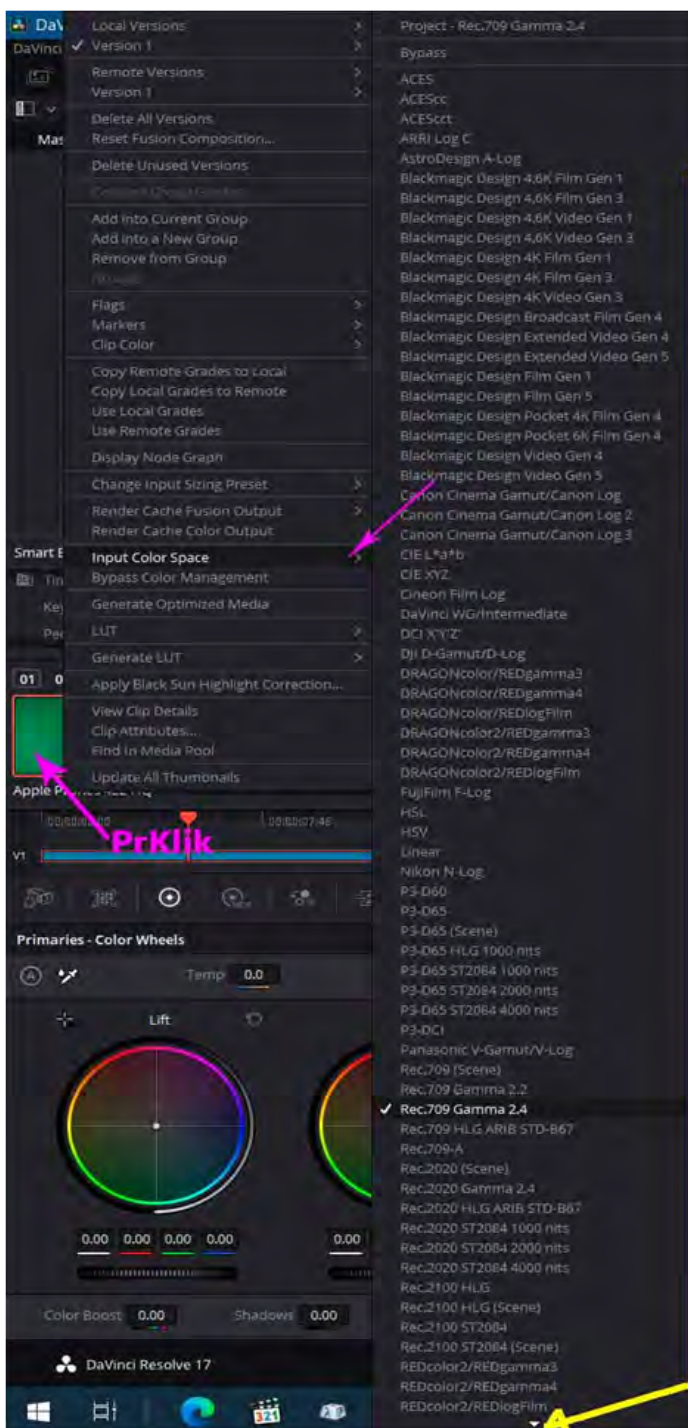 DaV
DaVinci
Mas
Local Versions
Version 1
Remote Versions
Version 1
Delete All Versions
Reset Fusion Composition...
Delete Unused Versions
Add into Current Group
Add into a New Group
Remove from Group
Flags
Markers
Clip Color
Copy Remote Grades to Local
Copy Local Grades to Remote
Use Local Grades
Use Remote Grades
Display Node Graph
Change Input Sizing Preset
Render Cache Fusion Output
Render Cache Color Output
Input Color Space
Bypass Color Management
Generate Optimized Media
LUT
Generate LUT
Apply Black Sun Highlight Correction...
View Clip Details
Clip Attributes...
Find in Media Pool
Update All Thumbnails
Project - Rec.709 Gamma 2.4
Bypass
ACES
ACEScc
ACEScct
ARRI Log C
AstroDesign A-Log
Blackmagic Design 4.6K Film Gen 1
Blackmagic Design 4.6K Film Gen 3
Blackmagic Design 4.6K Video Gen 1
Blackmagic Design 4.6K Video Gen 3
Blackmagic Design 4K Film Gen 1
Blackmagic Design 4K Film Gen 3
Blackmagic Design 4K Video Gen 3
Blackmagic Design Broadcast Film Gen 4
Blackmagic Design Extended Video Gen 4
Blackmagic Design Extended Video Gen 5
Blackmagic Design Film Gen 1
Blackmagic Design Film Gen 5
Blackmagic Design Pocket 4K Film Gen 4
Blackmagic Design Pocket 6K Film Gen 4
Blackmagic Design Video Gen 4
Blackmagic Design Video Gen 5
Canon Cinema Gamut/Canon Log
Canon Cinema Gamut/Canon Log 2
Canon Cinema Gamut/Canon Log 3
CIE L*a*b
CIE XYZ
Cineon Film Log
DaVinci WG/Intermediate
DCI X'Y'Z'
DJI D-Gamut/D-Log
DRAGONcolor/REDgamma3
DRAGONcolor/REDgamma4
DRAGONcolor/REDlogFilm
DRAGONcolor2/REDgamma3
DRAGONcolor2/REDgamma4
DRAGONcolor2/REDlogFilm
FujiFilm F-Log
HSL
HSV
Linear
Nikon N-Log
P3-D60
P3-D65
P3-D65 (Scene)
P3-D65 HLG 1000 nits
P3-D65 ST2084 1000 nits
P3-D65 ST2084 2000 nits
P3-D65 ST2084 4000 nits
P3-DCI
Panasonic V-Gamut/V-Log
Rec.709 (Scene)
Rec.709 Gamma 2.2
Rec.709 Gamma 2.4
Rec.709 HLG ARIB STD-B67
Rec.709-A
Rec.2020 (Scene)
Rec.2020 Gamma 2.4
Rec.2020 HLG ARIB STD-B67
Rec.2020 ST2084 1000 nits
Rec.2020 ST2084 2000 nits
Rec.2020 ST2084 4000 nits
Rec.2100 HLG
Rec.2100 HLG (Scene)
Rec.2100 ST2084
Rec.2100 ST2084 (Scene)
REDcolor2/REDgamma3
REDcolor2/REDgamma4
REDcolor2/REDlogFilm
Smart B
Tim
Key
Ped
01 0
Apple P
PrKlik
V1
Primaries - Color Wheels
Temp 0.0
Lift
0.00 0.00 0.00 0.00 0.00
Color Boost 0.00 Shadows 0.00
DaVinci Resolve 17
321